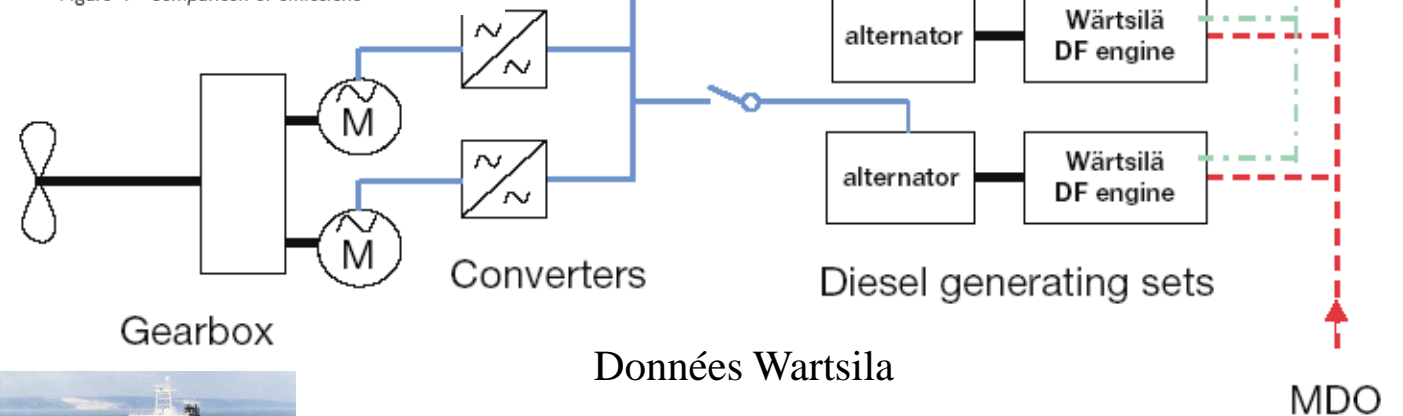 alternator
Wärtsilä
DF engine
M
alternator
Wärtsilä
DF engine
M
Converters
Diesel generating sets
Gearbox
Données Wartsila
MDO